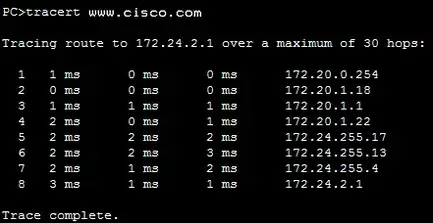 PC>tracert www.cisco.com
Tracing route to 172.24.2.1 over a maximum of 30 hops:
1 1 ms 0 ms 0 ms 172.20.0.254
2 0 ms 0 ms 0 ms 172.20.1.18
3 1 ms 1 ms 1 ms 172.20.1.1
4 2 ms 0 ms 1 ms 172.20.1.22
5 2 ms 2 ms 2 ms 172.24.255.17
6 2 ms 2 ms 3 ms 172.24.255.13
7 2 ms 1 ms 2 ms 172.24.255.4
8 3 ms 1 ms 1 ms 172.24.2.1
Trace complete.